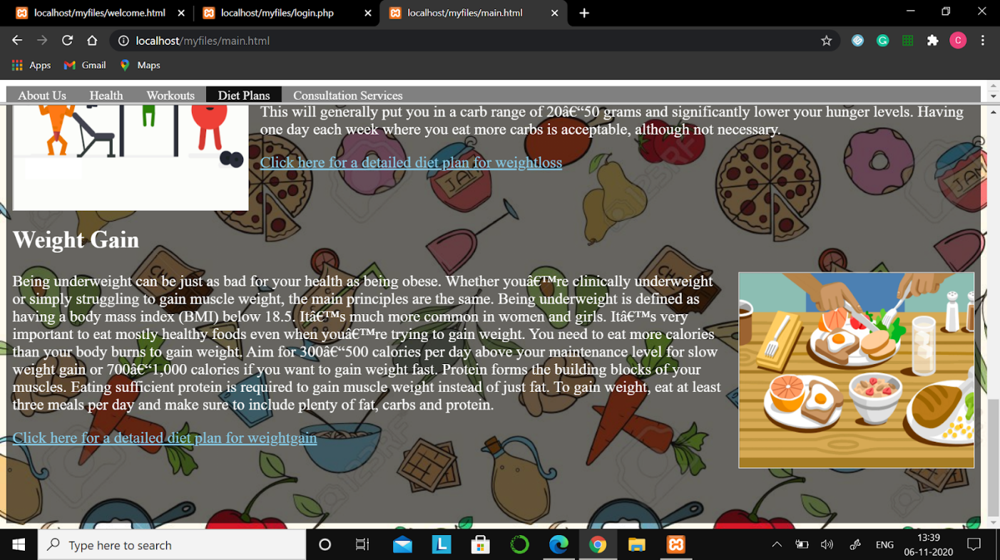 localhost/myfiles/welcome.html
localhost/myfiles/login.php
localhost/myfiles/main.html
localhost/myfiles/main.html
C
Apps
Gmail
Maps
About Us
Health
Workouts
Diet Plans
Consultation Services
This will generally put you in a carb range of 20â€“50 grams and significantly lower your hunger levels. Having
one day each week where you eat more carbs is acceptable, although not necessary.
Click here for a detailed diet plan for weightloss
JAM
JAM
123RF
Weight Gain
Being underweight can be just as bad for your health as being obese. Whether youâ€™re clinically underweight
or simply struggling to gain muscle weight, the main principles are the same. Being underweight is defined as
having a body mass index (BMI) below 18.5. Itâ€™s much more common in women and girls. Itâ€™s very
important to eat mostly healthy foods even when youâ€™re trying to gain weight. You need to eat more calories
than your body burns to gain weight. Aim for 300â€“500 calories per day above your maintenance level for slow
weight gain or 700â€“1,000 calories if you want to gain weight fast. Protein forms the building blocks of your
muscles. Eating sufficient protein is required to gain muscle weight instead of just fat. To gain weight, eat at least
three meals per day and make sure to include plenty of fat, carbs and protein.
Click here for a detailed diet plan for weightgain
123RF
Type here to search
L
ENG
13:39
06-11-2020